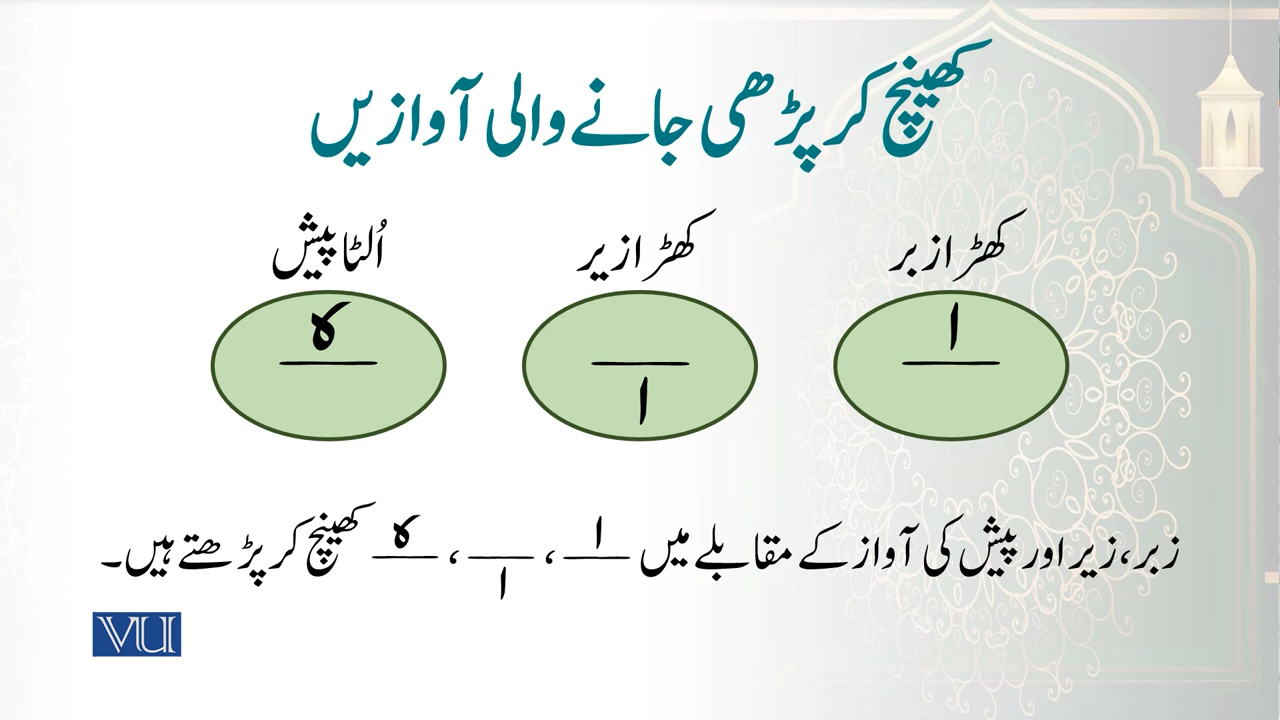 کھینچ کر پڑھی جانے والی آوازیں
کھڑا زبر
کھڑا زیر
اُلٹا پیش
زبر، زیر اور پیش کی آواز کے مقابلے میں ـٰـ ، ـٖـ ، ـٗـ کھینچ کر پڑھتے ہیں۔
VU